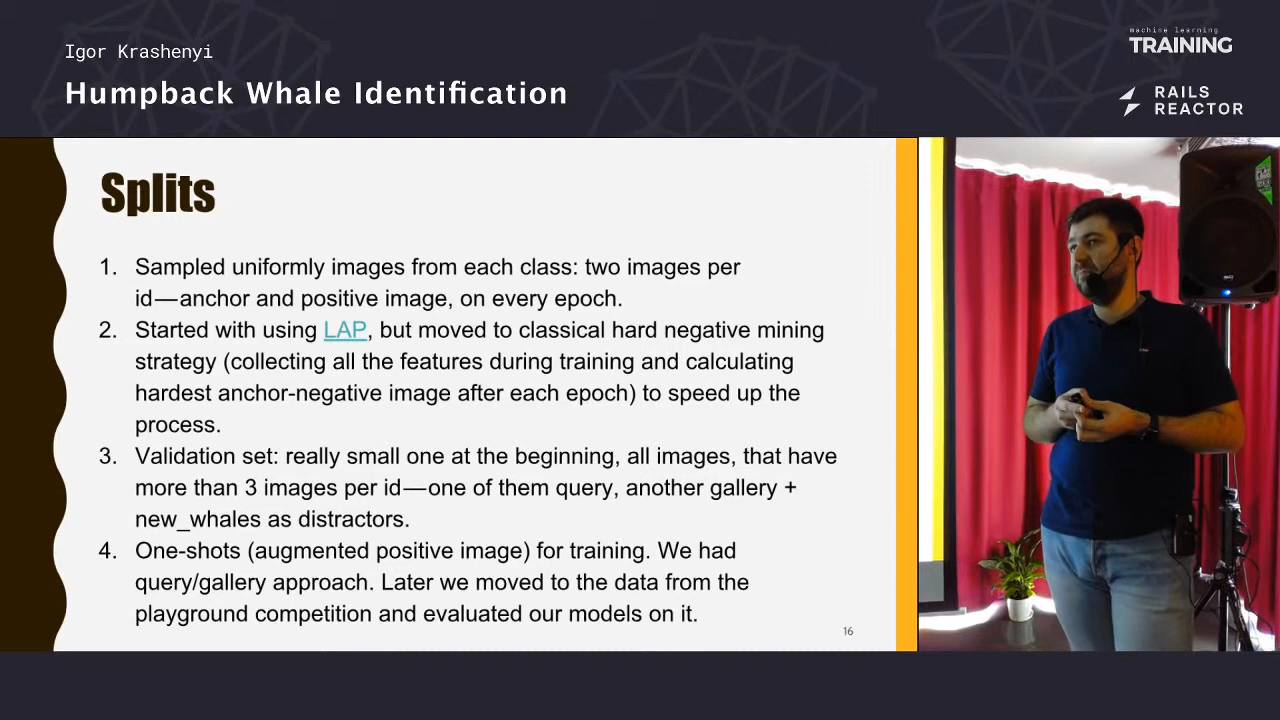 Igor Krashenyi
Humpback Whale Identification
machine learning
TRAINING
RAILS
REACTOR
Splits
1. Sampled uniformly images from each class: two images per
id—anchor and positive image, on every epoch.
2. Started with using LAP, but moved to classical hard negative mining
strategy (collecting all the features during training and calculating
hardest anchor-negative image after each epoch) to speed up the
process.
3. Validation set: really small one at the beginning, all images, that have
more than 3 images per id—one of them query, another gallery +
new_whales as distractors.
4. One-shots (augmented positive image) for training. We had
query/gallery approach. Later we moved to the data from the
playground competition and evaluated our models on it.
16